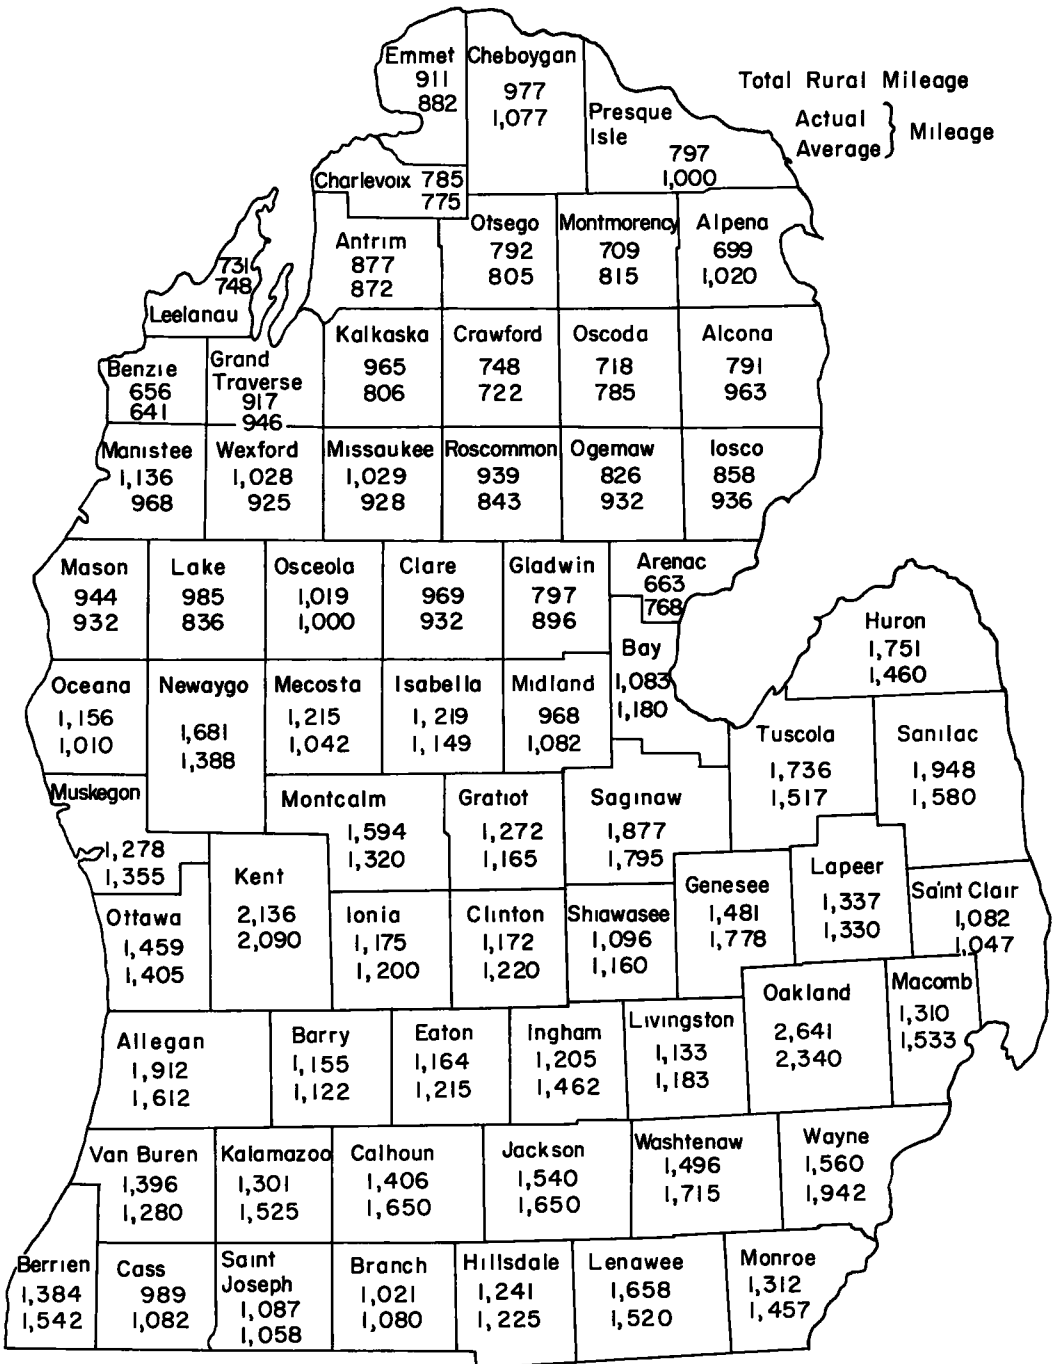 Emmet
911
882
Cheboygan
977
1,077
Total Rural Mileage
Actual
Average
Mileage
Presque
Isle
797
1,000
Charlevoix 785
775
Antrim
877
872
Otsego
792
805
Montmorency
709
815
Alpena
699
1,020
731
748
Leelanau
Kalkaska
965
806
Crawford
748
722
Oscoda
718
785
Alcona
791
963
Benzie
656
641
Grand
Traverse
917
946
Manistee
1,136
968
Wexford
1,028
925
Missaukee
1,029
928
Roscommon
939
843
Ogemaw
826
932
Iosco
858
936
Mason
944
932
Lake
985
836
Osceola
1,019
1,000
Clare
969
932
Gladwin
797
896
Arenac
663
768
Huron
1,751
1,460
Bay
1,083
1,180
Oceana
1,156
1,010
Newaygo
1,681
1,388
Mecosta
1,215
1,042
Isabella
1,219
1,149
Midland
968
1,082
Tuscola
1,736
1,517
Sanilac
1,948
1,580
Muskegon
1,278
1,355
Montcalm
1,594
1,320
Gratiot
1,272
1,165
Saginaw
1,877
1,795
Kent
2,136
2,090
Genesee
1,481
1,778
Lapeer
1,337
1,330
Saint Clair
1,082
1,047
Ottawa
1,459
1,405
Ionia
1,175
1,200
Clinton
1,172
1,220
Shiawasee
1,096
1,160
Oakland
2,641
2,340
Macomb
1,310
1,533
Allegan
1,912
1,612
Barry
1,155
1,122
Eaton
1,164
1,215
Ingham
1,205
1,462
Livingston
1,133
1,183
Van Buren
1,396
1,280
Kalamazoo
1,301
1,525
Calhoun
1,406
1,650
Jackson
1,540
1,650
Washtenaw
1,496
1,715
Wayne
1,560
1,942
Berrien
1,384
1,542
Cass
989
1,082
Saint
Joseph
1,087
1,058
Branch
1,021
1,080
Hillsdale
1,241
1,225
Lenawee
1,658
1,520
Monroe
1,312
1,457